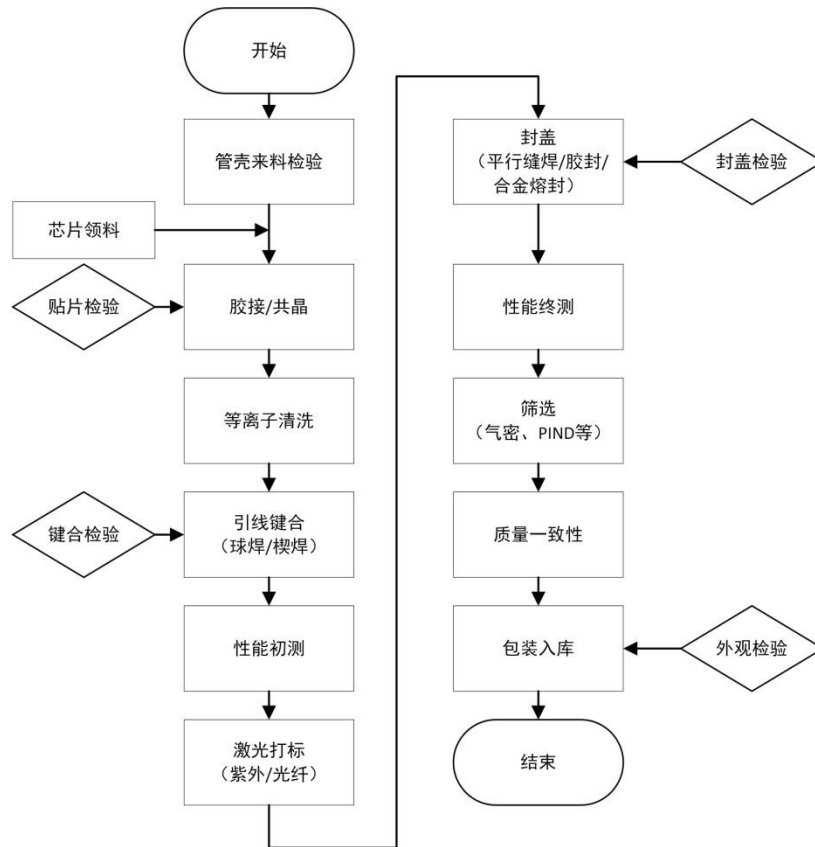 开始
管壳来料检验
芯片领料
贴片检验
胶接/共晶
等离子清洗
键合检验
引线键合
（球焊/楔焊）
性能初测
激光打标
（紫外/光纤）
封盖
（平行缝焊/胶封/
合金熔封）
封盖检验
性能终测
筛选
（气密、PIND等）
质量一致性
包装入库
外观检验
结束